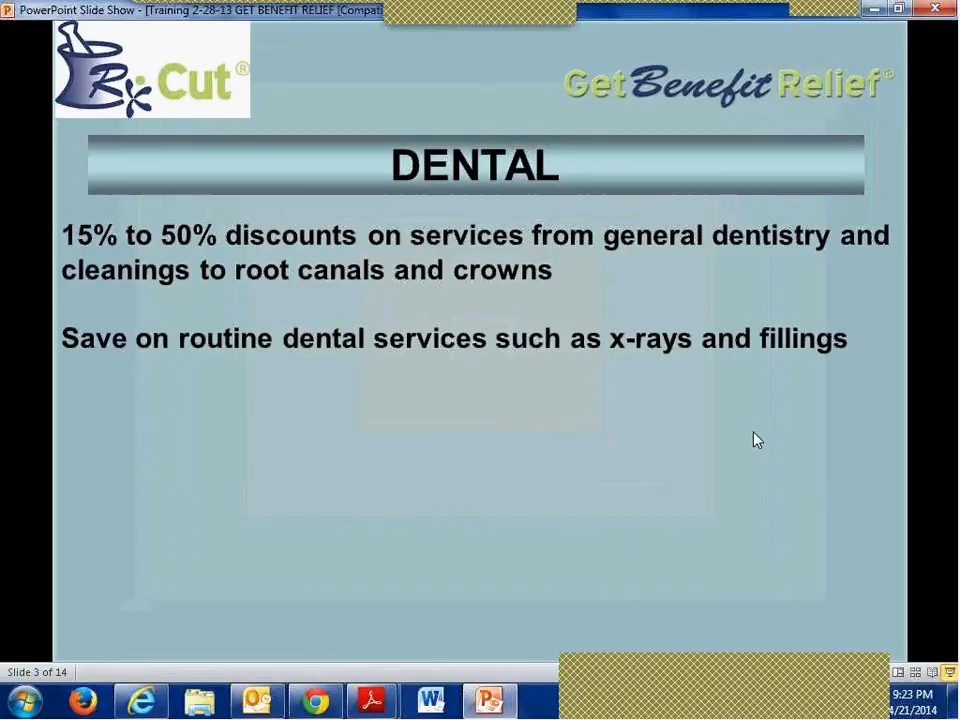 PowerPoint Slide Show - [Training 2-28-13 GET BENEFIT RELIEF [Compati
Rx Cut®
Get Benefit Relief®
DENTAL
15% to 50% discounts on services from general dentistry and
cleanings to root canals and crowns
Save on routine dental services such as x-rays and fillings
Slide 3 of 14
9:23 PM
4/21/2014